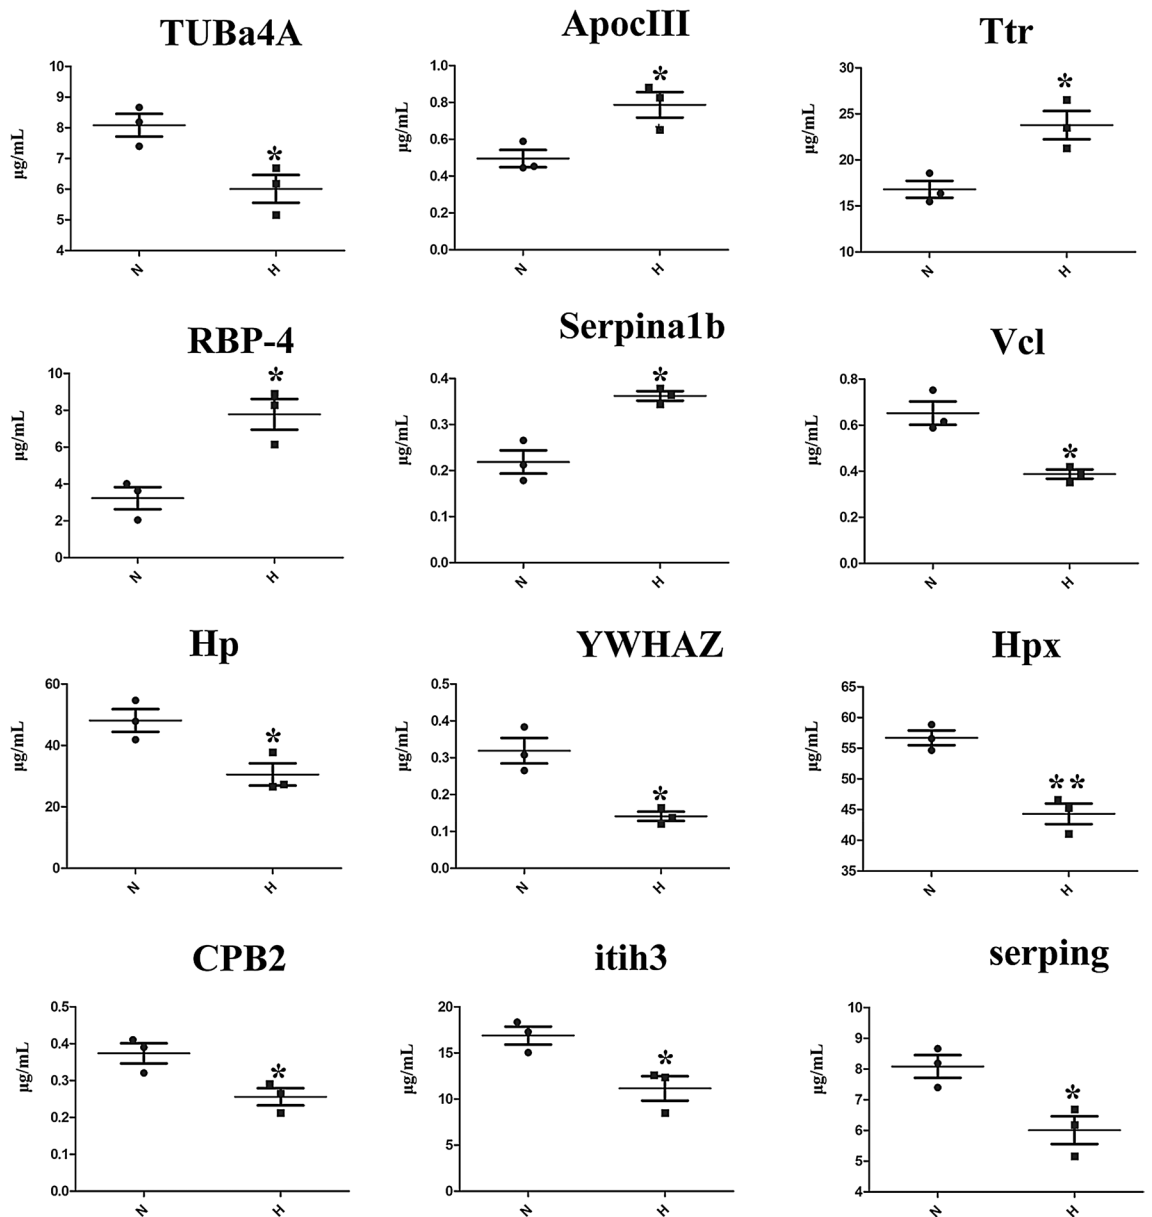 TUBa4A
µg/mL
10
9
8
7
6
5
4
*
N
H
ApocIII
µg/mL
1.0
0.8
0.6
0.4
0.2
0.0
*
N
H
Ttr
µg/mL
30
25
20
15
10
*
N
H
RBP-4
µg/mL
10
8
6
4
2
0
*
N
H
Serpina1b
µg/mL
0.4
0.3
0.2
0.1
0.0
*
N
H
Vcl
µg/mL
0.8
0.6
0.4
0.2
0.0
*
N
H
Hp
µg/mL
60
40
20
0
*
N
H
YWHAZ
µg/mL
0.5
0.4
0.3
0.2
0.1
0.0
*
N
H
Hpx
µg/mL
65
60
55
50
45
40
35
**
N
H
CPB2
µg/mL
0.5
0.4
0.3
0.2
0.1
0.0
*
N
H
itih3
µg/mL
20
15
10
5
0
*
N
H
serping
µg/mL
10
9
8
7
6
5
4
*
N
H